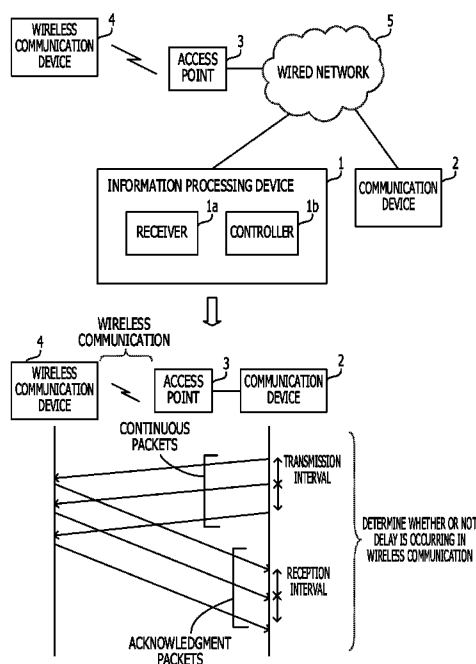 4
WIRELESS
COMMUNICATION
DEVICE
3
ACCESS
POINT
5
WIRED NETWORK
1
INFORMATION PROCESSING DEVICE
1a
RECEIVER
1b
CONTROLLER
2
COMMUNICATION
DEVICE
WIRELESS
COMMUNICATION
4
WIRELESS
COMMUNICATION
DEVICE
3
ACCESS
POINT
2
COMMUNICATION
DEVICE
CONTINUOUS
PACKETS
TRANSMISSION
INTERVAL
DETERMINE WHETHER OR NOT
DELAY IS OCCURRING IN
WIRELESS COMMUNICATION
RECEPTION
INTERVAL
ACKNOWLEDGMENT
PACKETS